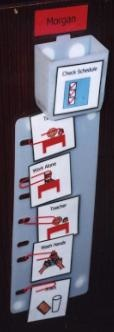 Morgan
Check Schedule
Work Alone
Teacher
Wash Hands